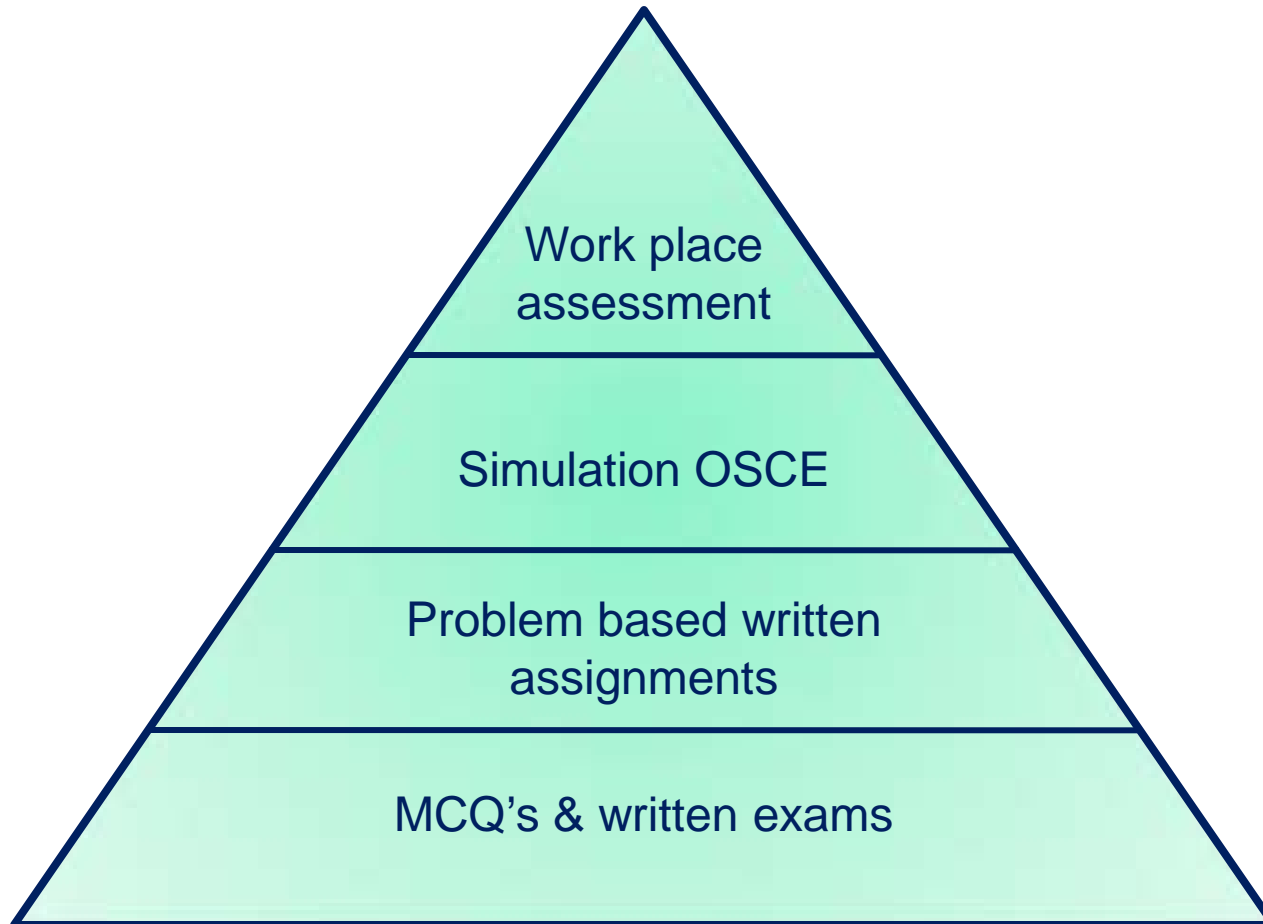 Work place
assessment
Simulation OSCE
Problem based written
assignments
MCQ’s & written exams